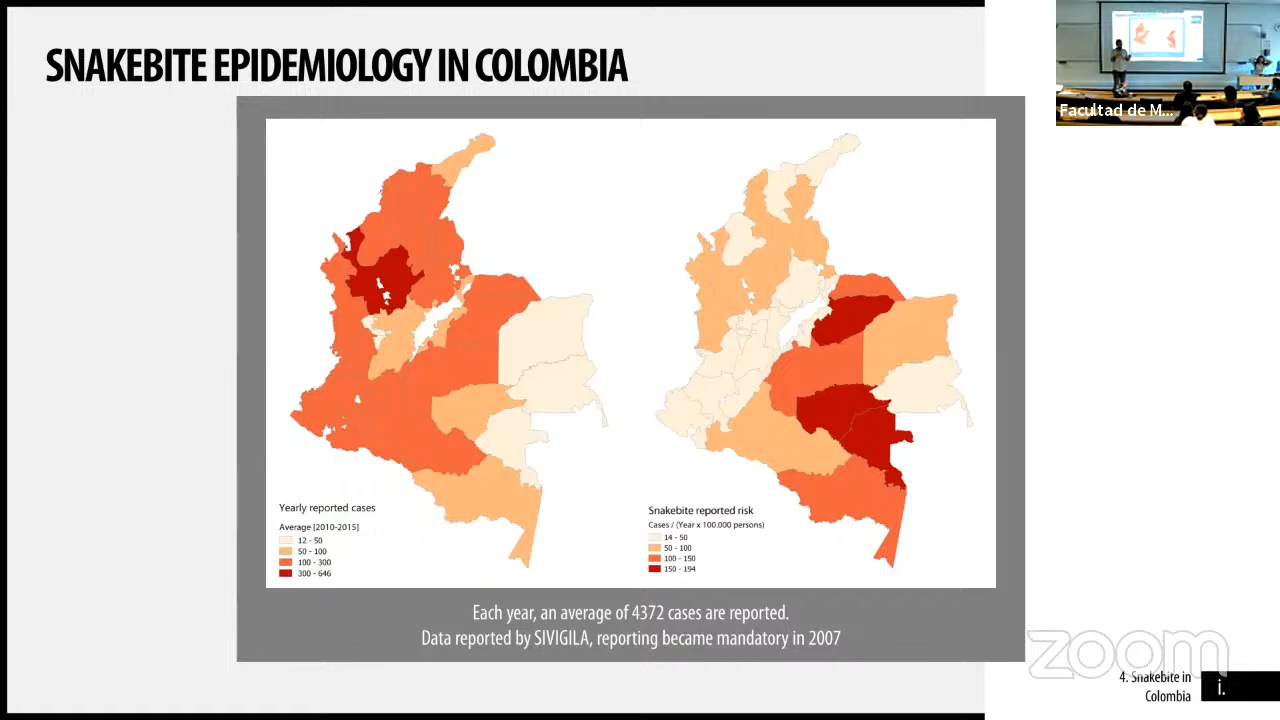 SNAKEBITE EPIDEMIOLOGY IN COLOMBIA
Facultad de M...
Yearly reported cases
Average [2010-2015]
12 - 50
50 - 100
100 - 300
300 - 646
Snakebite reported risk
Cases / (Year x 100.000 persons)
14 - 50
50 - 100
100 - 150
150 - 194
Each year, an average of 4372 cases are reported.
Data reported by SIVIGILA, reporting became mandatory in 2007
zoom
4. Snakebite in
Colombia
i.